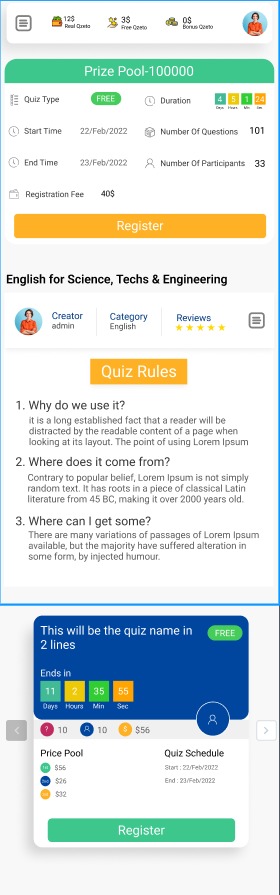 12$ 3$ 0$
Real Qzeto Free Qzeto Bonus Qzeto
Prize Pool-100000
Quiz Type FREE Duration 4 5 1 24
Days Hours Min Sec
Start Time 22/Feb/2022 Number Of Questions 101
End Time 23/Feb/2022 Number Of Participants 33
Registration Fee 40$
Register
English for Science, Techs & Engineering
Creator Category Reviews
admin English
Quiz Rules
1. Why do we use it?
it is a long established fact that a reader will be
distracted by the readable content of a page when
looking at its layout. The point of using Lorem Ipsum
2. Where does it come from?
Contrary to popular belief, Lorem Ipsum is not simply
random text. It has roots in a piece of classical Latin
literature from 45 BC, making it over 2000 years old.
3. Where can I get some?
There are many variations of passages of Lorem Ipsum
available, but the majority have suffered alteration in
some form, by injected humour.
This will be the quiz name in FREE
2 lines
Ends in
11 2 35 55
Days Hours Min Sec
? 10 10 $ $56
Price Pool Quiz Schedule
$56 Start : 22/Feb/2022
$26 End : 23/Feb/2022
$32
Register